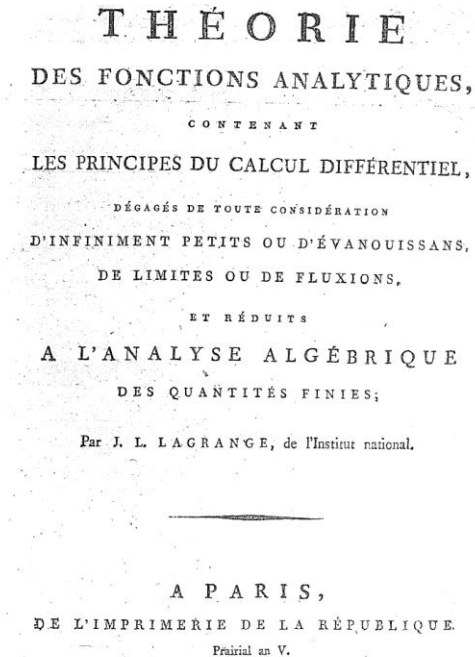 THÉORIE
DES FONCTIONS ANALYTIQUES,
CONTENANT
LES PRINCIPES DU CALCUL DIFFÉRENTIEL,
DÉGAGÉS DE TOUTE CONSIDÉRATION
D'INFINIMENT PETITS OU D'ÉVANOUISSANS,
DE LIMITES OU DE FLUXIONS,
ET RÉDUITS
A L'ANALYSE ALGÉBRIQUE
DES QUANTITÉS FINIES;
Par J. L. LAGRANGE, de l'Institut national.
A PARIS,
DE L'IMPRIMERIE DE LA RÉPUBLIQUE.
Prairial an V.